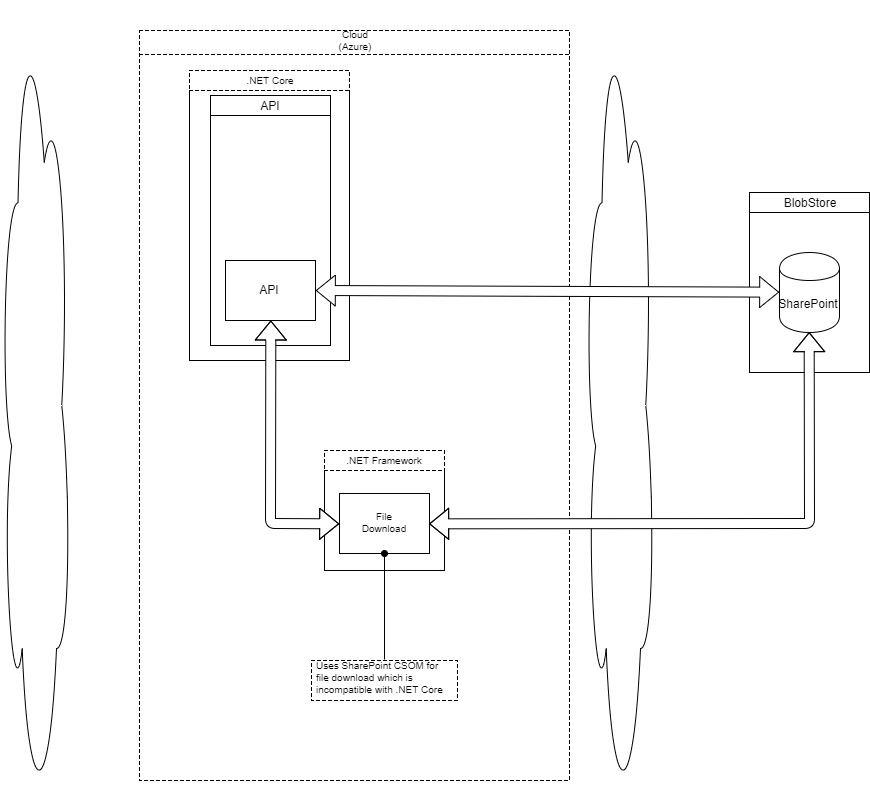 Cloud
(Azure)
.NET Core
API
BlobStore
API
SharePoint
.NET Framework
File
Download
Uses SharePoint CSOM for
file download which is
incompatible with .NET Core